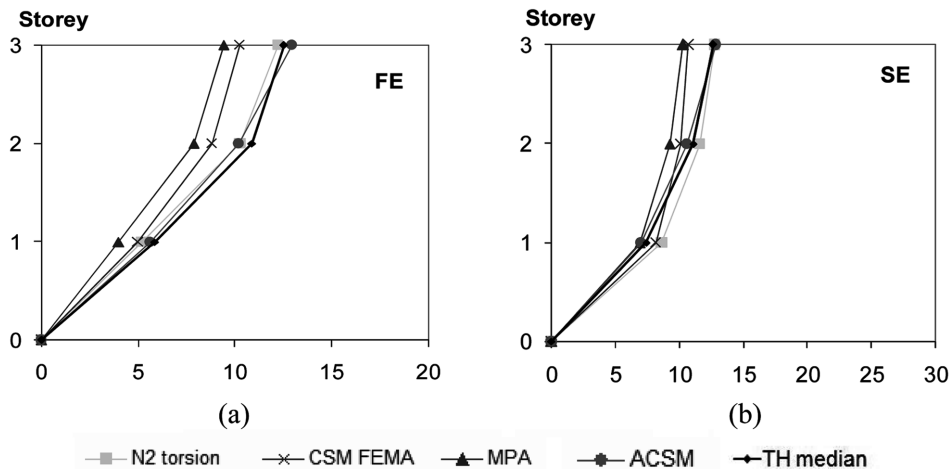 Storey
3
2
1
0
FE
0 5 10 15 20
(a)
Storey
3
2
1
0
SE
0 5 10 15 20 25 30
(b)
N2 torsion CSM FEMA MPA ACSM TH median